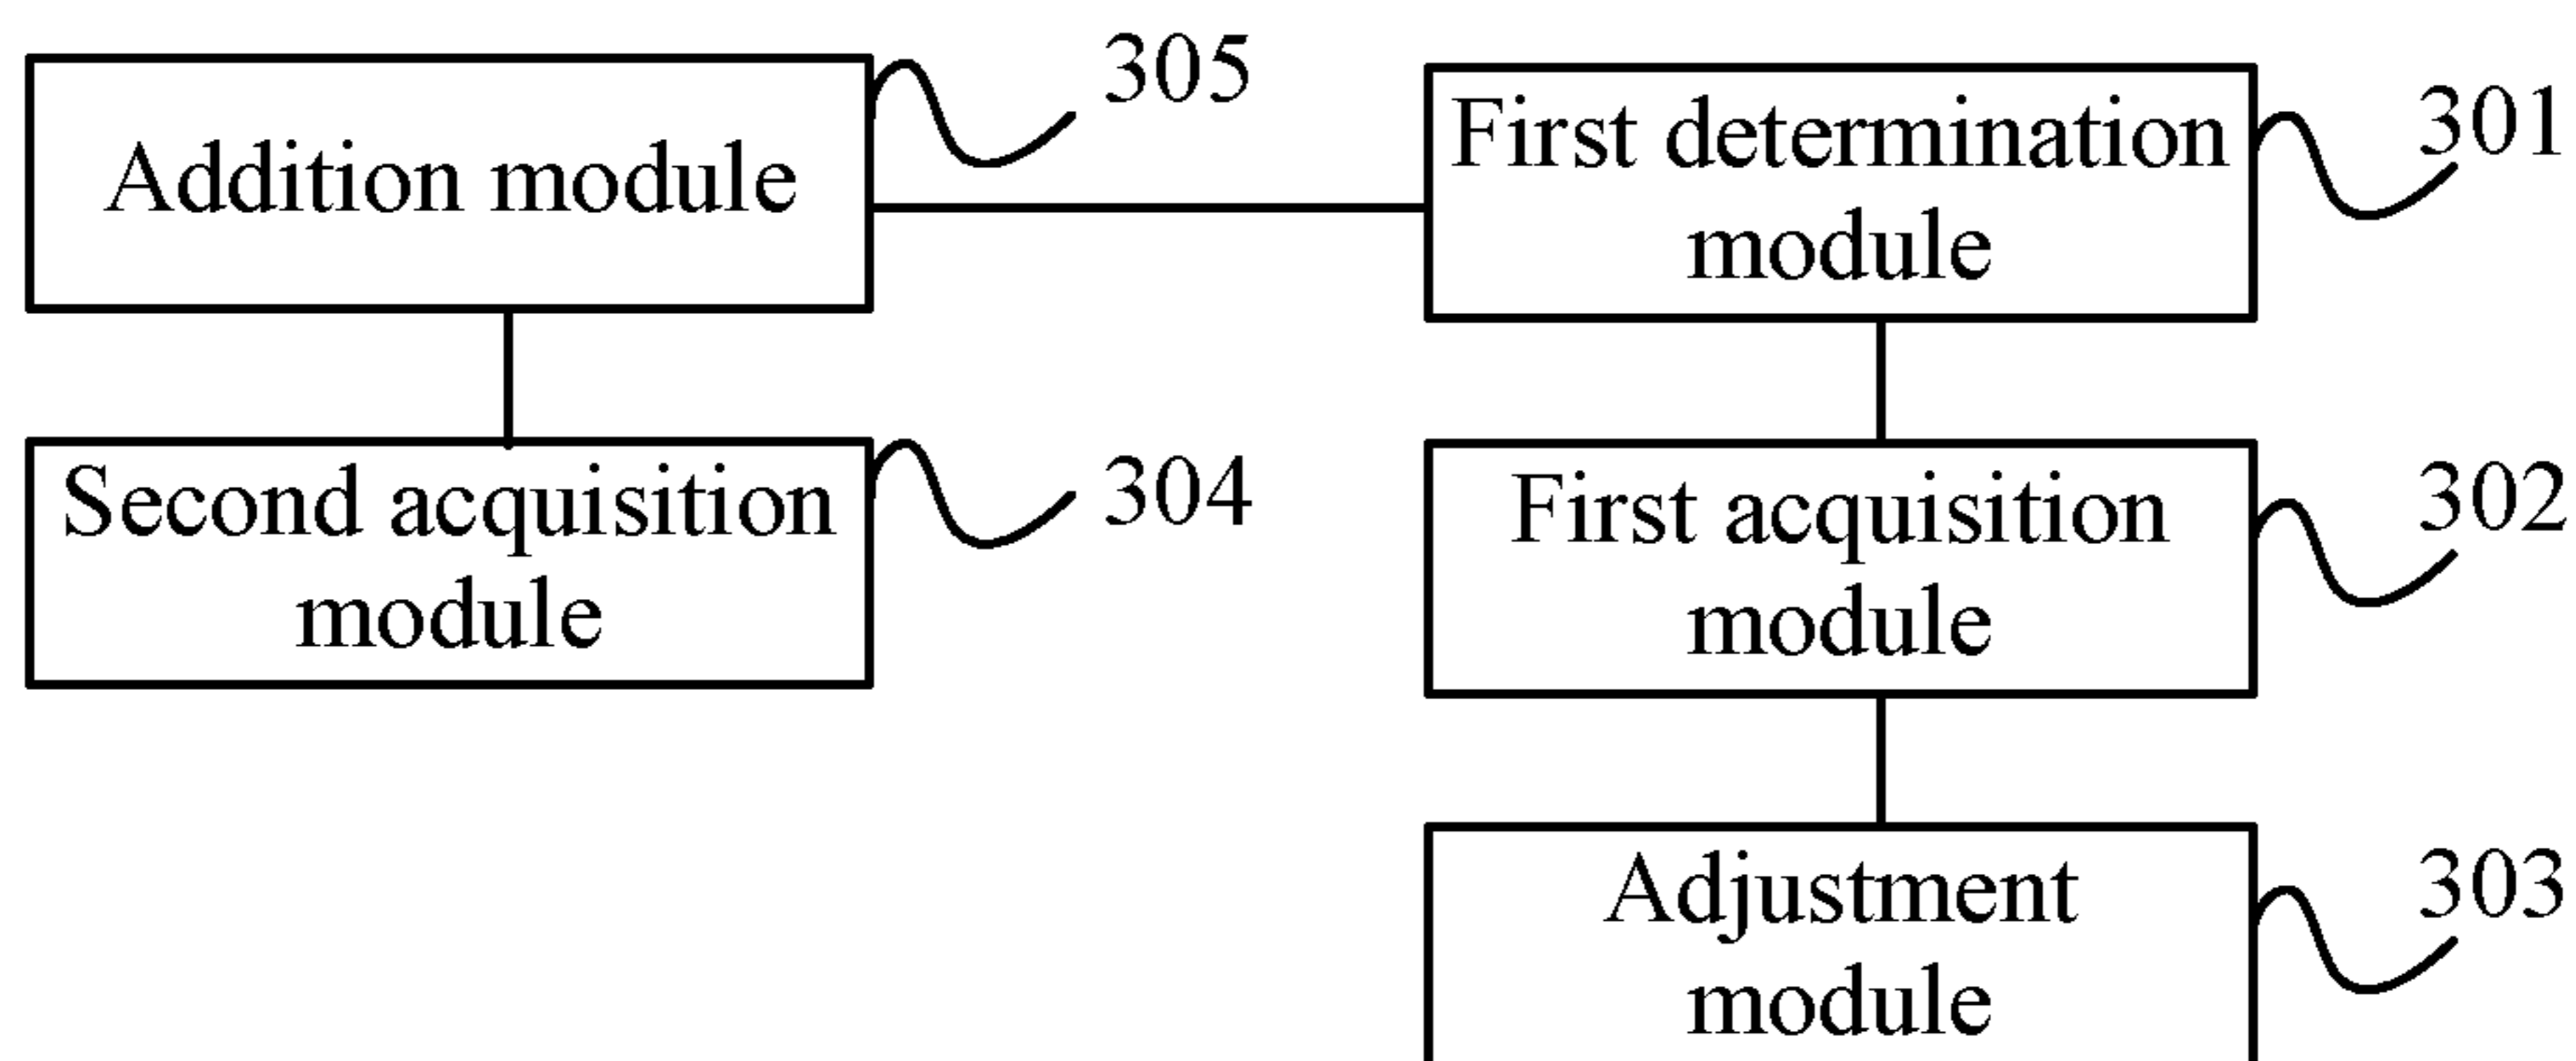 305
Addition module
First determination
module
301
Second acquisition
module
304
First acquisition
module
302
Adjustment
module
303